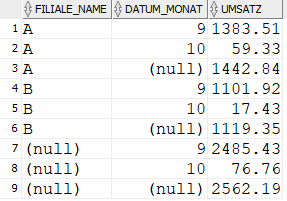 FILIALE_NAME DATUM_MONAT UMSATZ
1 A 9 1383.51
2 A 10 59.33
3 A (null) 1442.84
4 B 9 1101.92
5 B 10 17.43
6 B (null) 1119.35
7 (null) 9 2485.43
8 (null) 10 76.76
9 (null) (null) 2562.19